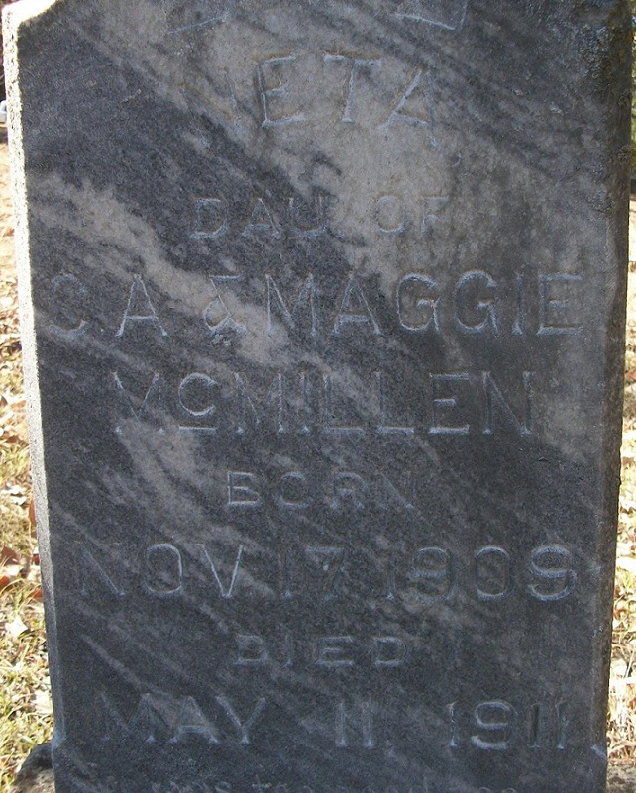 ETA
DAU. OF
C.A. & MAGGIE
McMILLEN
BORN
NOV. 17, 1909
DIED
MAY 11, 1911.